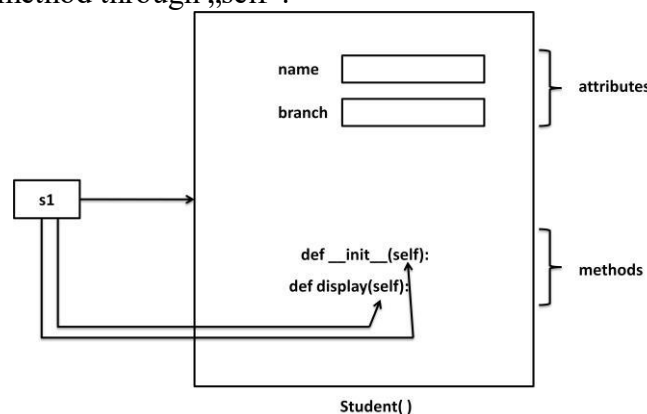 method through „self‟.
name
attributes
branch
s1
def __init__(self):
def display(self):
methods
Student( )